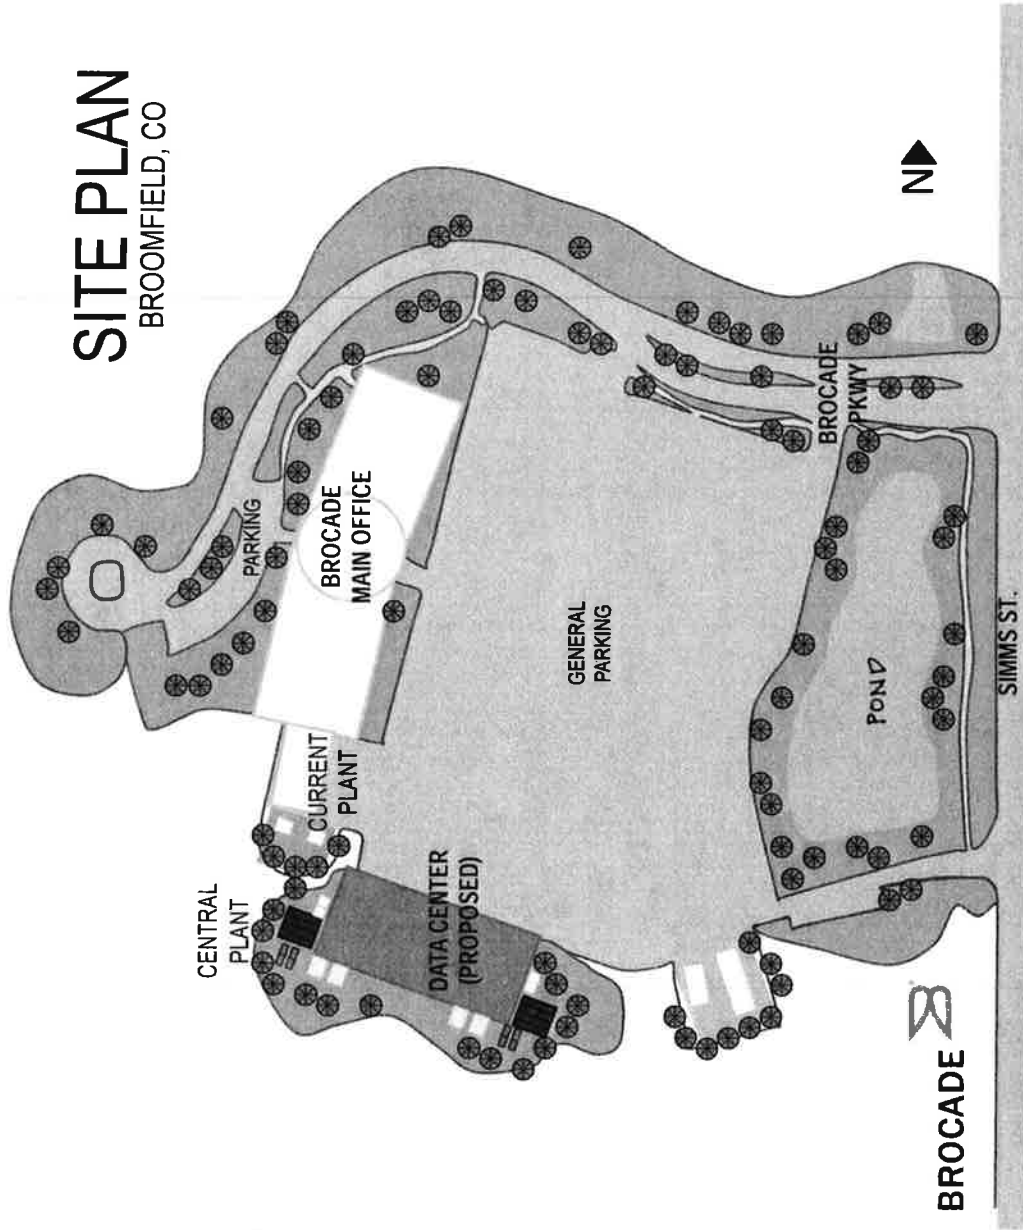 SITE PLAN
BROOMFIELD, CO
N
PARKING
BROCADE
MAIN OFFICE
BROCADE
PKWY
GENERAL
PARKING
CURRENT
PLANT
CENTRAL
PLANT
DATA CENTER
(PROPOSED)
POND
SIMMS ST.
BROCADE